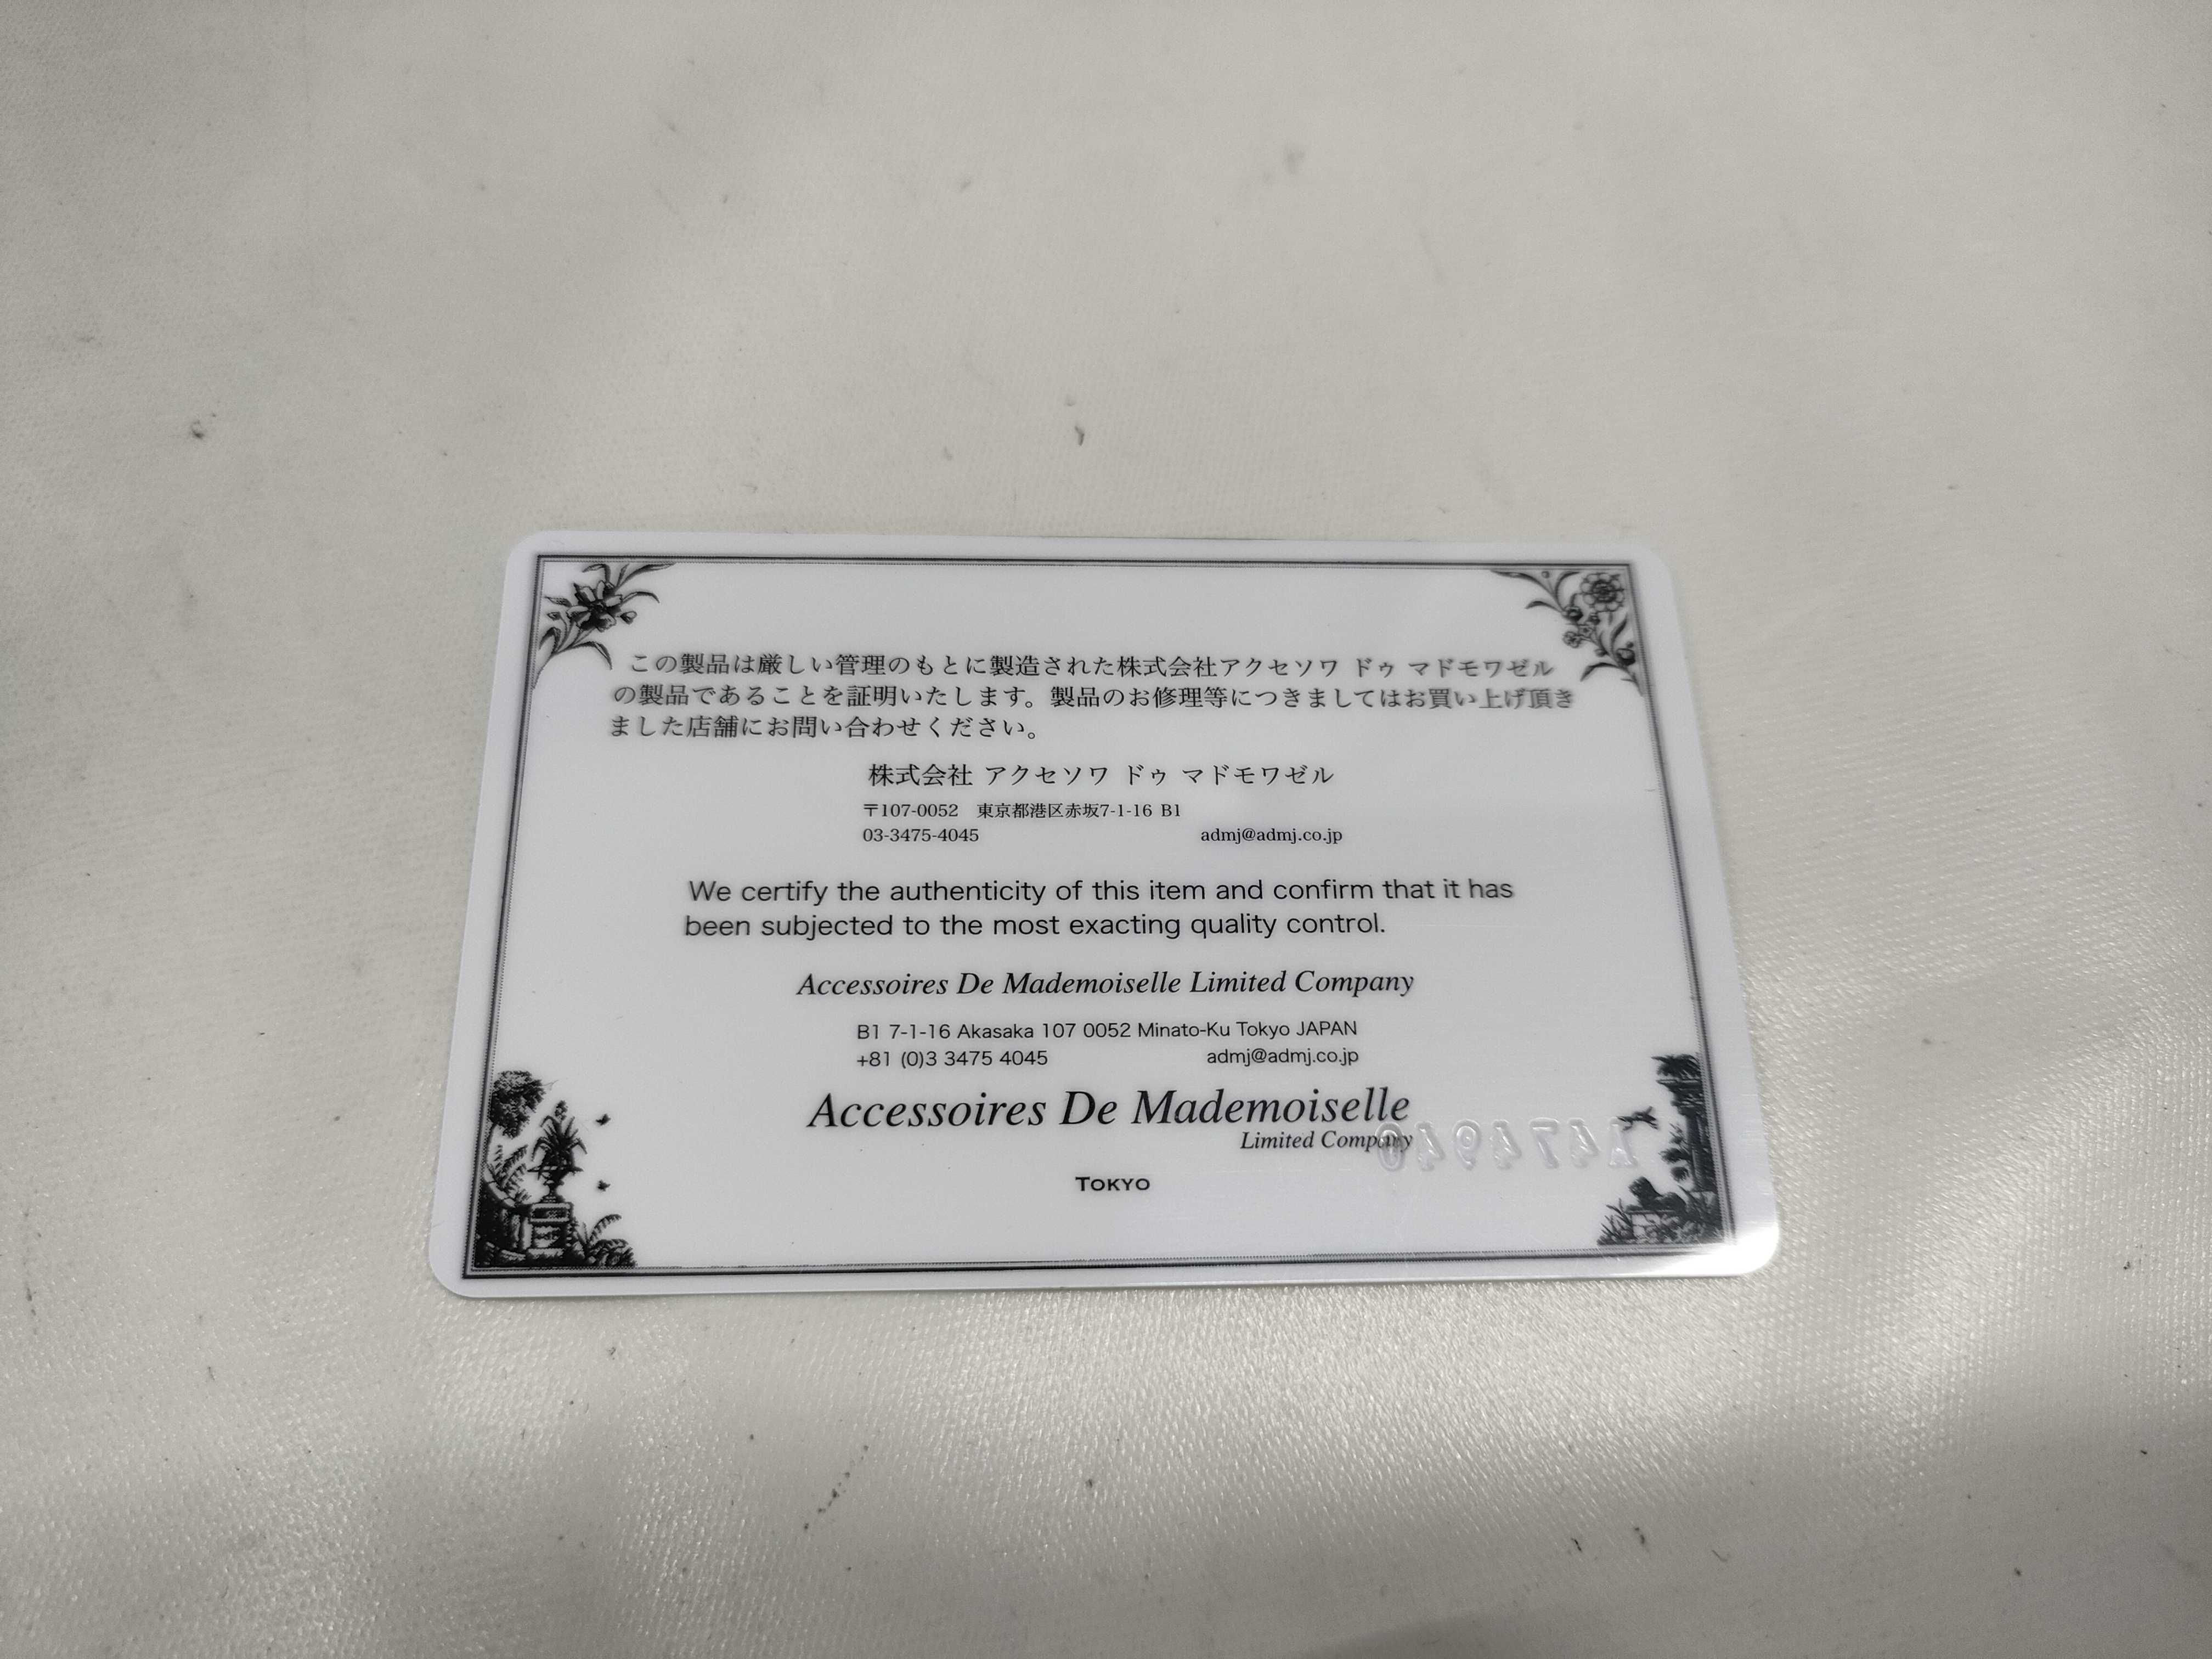 この製品は厳しい管理のもとに製造された株式会社アクセソワ ドゥ マドモワゼル
の製品であることを証明いたします。製品のお修理等につきましてはお買い上げ頂き
ました店舗にお問い合わせください。
株式会社 アクセソワ ドゥ マドモワゼル
〒107-0052 東京都港区赤坂7-1-16 B1
03-3475-4045 admj@admj.co.jp
We certify the authenticity of this item and confirm that it has
been subjected to the most exacting quality control.
Accessoires De Mademoiselle Limited Company
B1 7-1-16 Akasaka 107 0052 Minato-Ku Tokyo JAPAN
+81 (0)3 3475 4045 admj@admj.co.jp
Accessoires De Mademoiselle
Limited Company
TOKYO